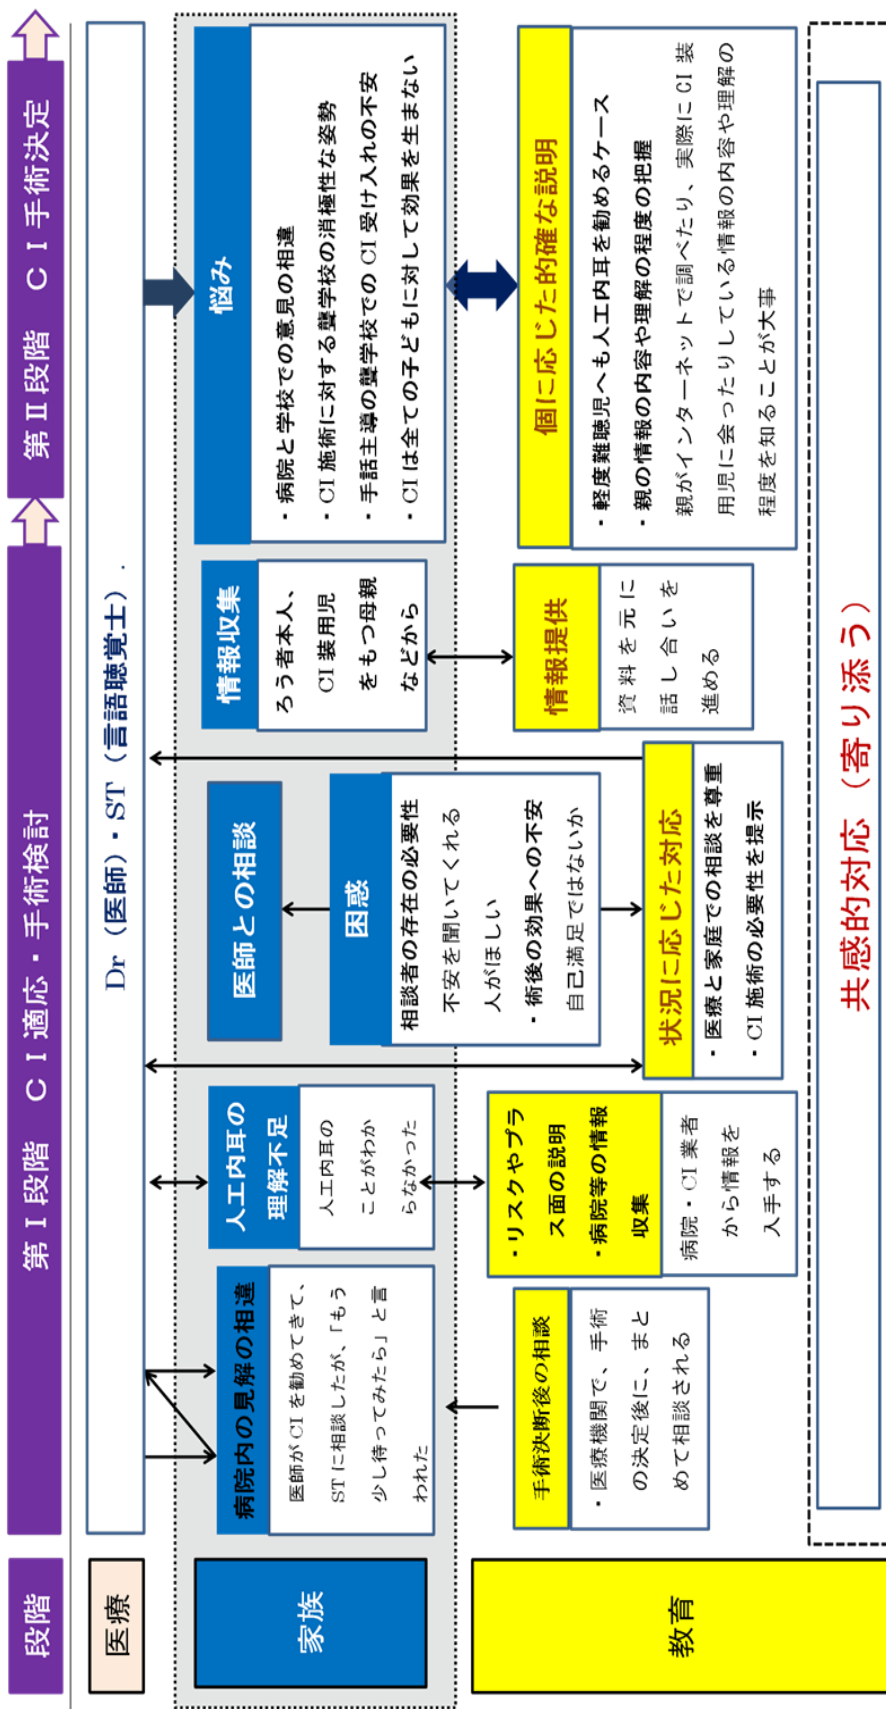 段階
第Ⅰ段階　ＣＩ適応・手術検討
第Ⅱ段階　ＣＩ手術決定
医療
Dr（医師）・ST（言語聴覚士）.
家族
病院内の見解の相違
医師が CI を勧めてきて、
ST に相談したが、「もう
少し待ってみたら」と言
われた
人工内耳の
理解不足
人工内耳の
ことがわか
らなかった
医師との相談
困惑
相談者の存在の必要性
不安を聞いてくれる
人がほしい
・術後の効果への不安
自己満足ではないか
情報収集
ろう者本人、
CI 装用児
をもつ母親
などから
悩み
・病院と学校での意見の相違
・CI 施術に対する聾学校の消極性な姿勢
・手話主導の聾学校での CI 受け入れの不安
・CI は全ての子どもに対して効果を生まない
教育
手術決断後の相談
・医療機関で、手術
の決定後に、まと
めて相談される
・リスクやプラ
ス面の説明
・病院等の情報
収集
病院・CI 業者
から情報を
入手する
状況に応じた対応
・医療と家庭での相談を尊重
・CI 施術の必要性を提示
情報提供
資料を元に
話し合いを
進める
個に応じた的確な説明
・軽度難聴児へも人工内耳を勧めるケース
・親の情報の内容や理解の程度の把握
親がインターネットで調べたり、実際に CI 装
用児に会ったりしている情報の内容や理解の
程度を知ることが大事
共感的対応（寄り添う）